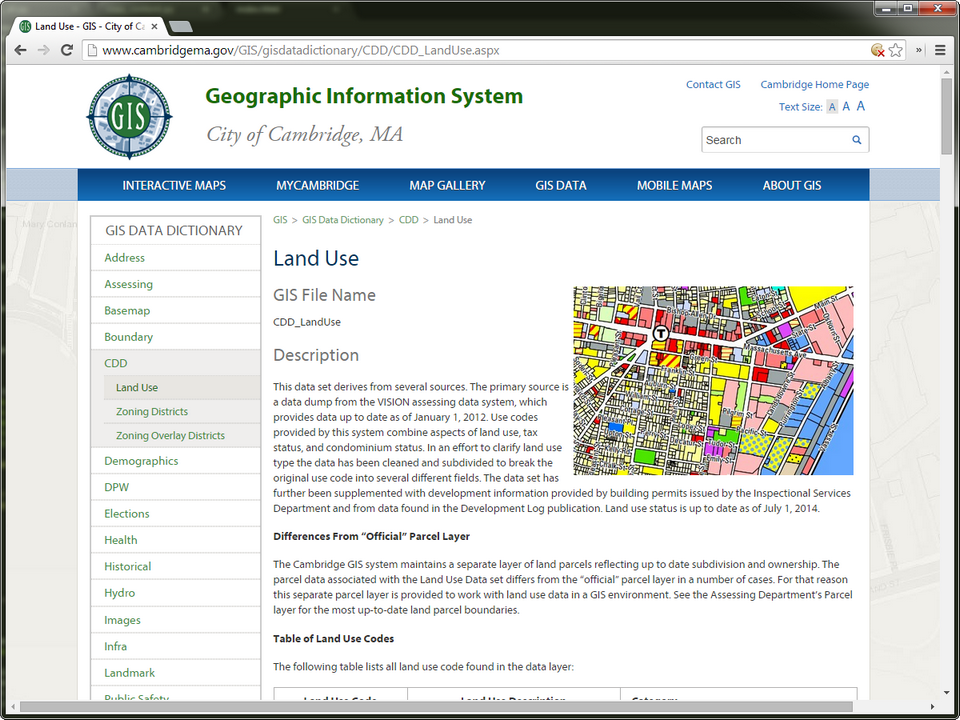 Land Use - GIS - City of C
www.cambridgema.gov/GIS/gisdatadictionary/CDD/CDD_LandUse.aspx
GIS
Geographic Information System
City of Cambridge, MA
Contact GIS
Cambridge Home Page
Text Size: A A A
Search
INTERACTIVE MAPS
MYCAMBRIDGE
MAP GALLERY
GIS DATA
MOBILE MAPS
ABOUT GIS
GIS DATA DICTIONARY
Address
Assessing
Basemap
Boundary
CDD
Land Use
Zoning Districts
Zoning Overlay Districts
Demographics
DPW
Elections
Health
Historical
Hydro
Images
Infra
Landmark
Public Safety
GIS > GIS Data Dictionary > CDD > Land Use
Land Use
GIS File Name
CDD_LandUse
Description
This data set derives from several sources. The primary source is
a data dump from the VISION assessing data system, which
provides data up to date as of January 1, 2012. Use codes
provided by this system combine aspects of land use, tax
status, and condominium status. In an effort to clarify land use
type the data has been cleaned and subdivided to break the
original use code into several different fields. The data set has
further been supplemented with development information provided by building permits issued by the Inspectional Services
Department and from data found in the Development Log publication. Land use status is up to date as of July 1, 2014.
Differences From “Official” Parcel Layer
The Cambridge GIS system maintains a separate layer of land parcels reflecting up to date subdivision and ownership. The
parcel data associated with the Land Use Data set differs from the “official” parcel layer in a number of cases. For that reason
this separate parcel layer is provided to work with land use data in a GIS environment. See the Assessing Department's Parcel
layer for the most up-to-date land parcel boundaries.
Table of Land Use Codes
The following table lists all land use code found in the data layer:
Land Use Code
Land Use Description
Category
T
Main St
Massachusetts Ave
Franklin
Pilgrim St
Pacific St
Emily St